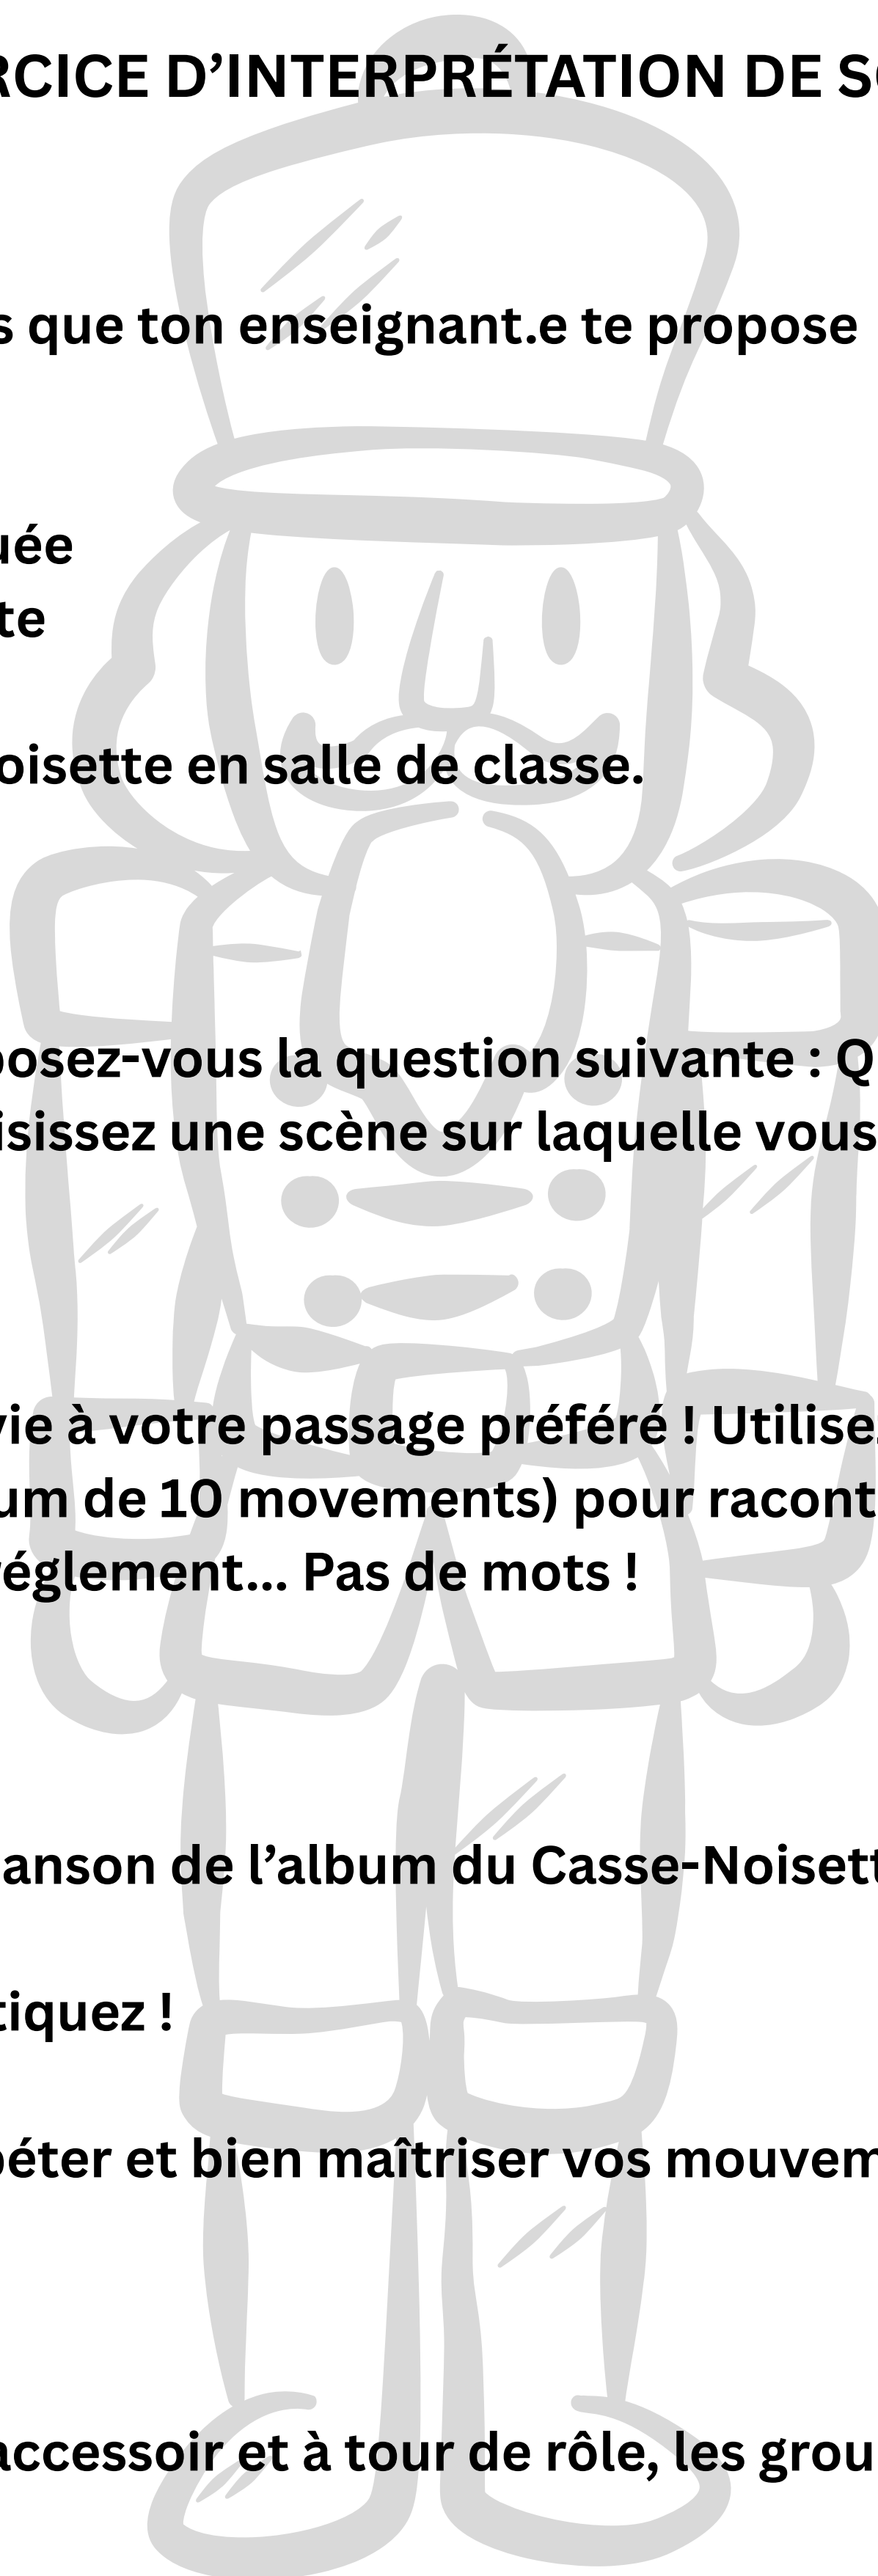 RCICE D’INTERPRÉTATION DE S
s que ton enseignant.e te propose
uée
te
oisette en salle de classe.
posez-vous la question suivante : Q
isissez une scène sur laquelle vous
vie à votre passage préféré ! Utilisez
um de 10 movements) pour racont
réglement... Pas de mots !
anson de l’album du Casse-Noisett
tiquez !
péter et bien maîtriser vos mouvem
accessoir et à tour de rôle, les grou